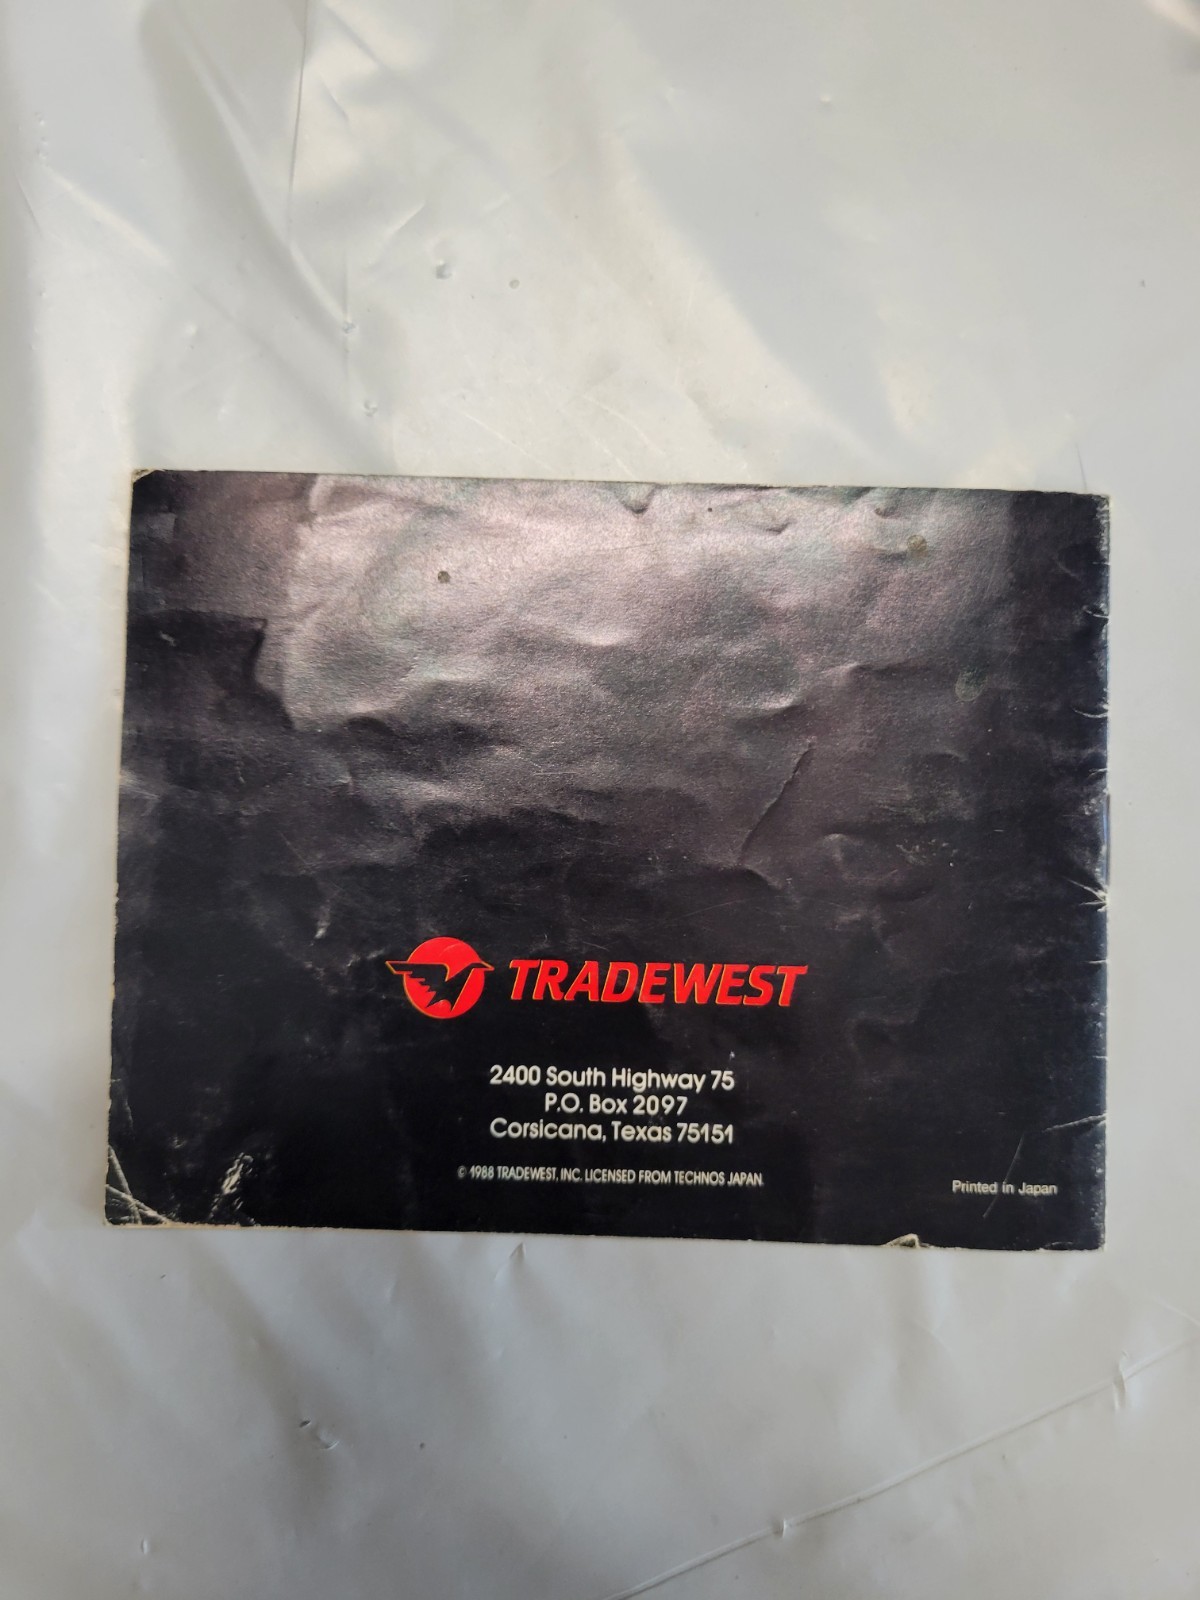 TRADEWEST
2400 South Highway 75
P.O. Box 2097
Corsicana, Texas 75151
© 1988 TRADEWEST, INC. LICENSED FROM TECHNOS JAPAN.
Printed in Japan